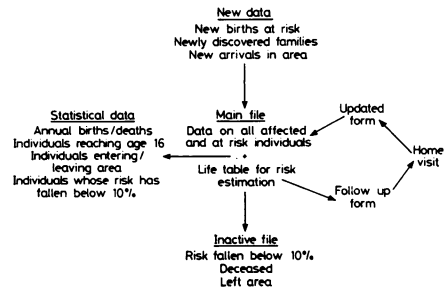 New data
New births at risk
Newly discovered families
New arrivals in area
Statistical data
Annual births/deaths
Individuals reaching age 16
Individuals entering/
leaving area
Individuals whose risk has
fallen below 10%
Main file
Data on all affected
and at risk individuals
+
Life table for risk
estimation
Updated
form
Home
visit
Follow up
form
Inactive file
Risk fallen below 10%
Deceased
Left area